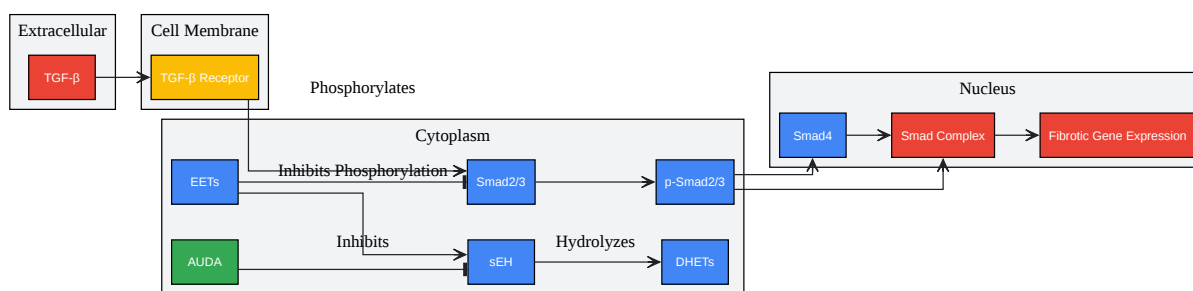 Extracellular
TGF-β
Cell Membrane
TGF-β Receptor
Phosphorylates
Cytoplasm
EETs
Inhibits Phosphorylation
Smad2/3
p-Smad2/3
AUDA
Inhibits
sEH
Hydrolyzes
DHETs
Nucleus
Smad4
Smad Complex
Fibrotic Gene Expression